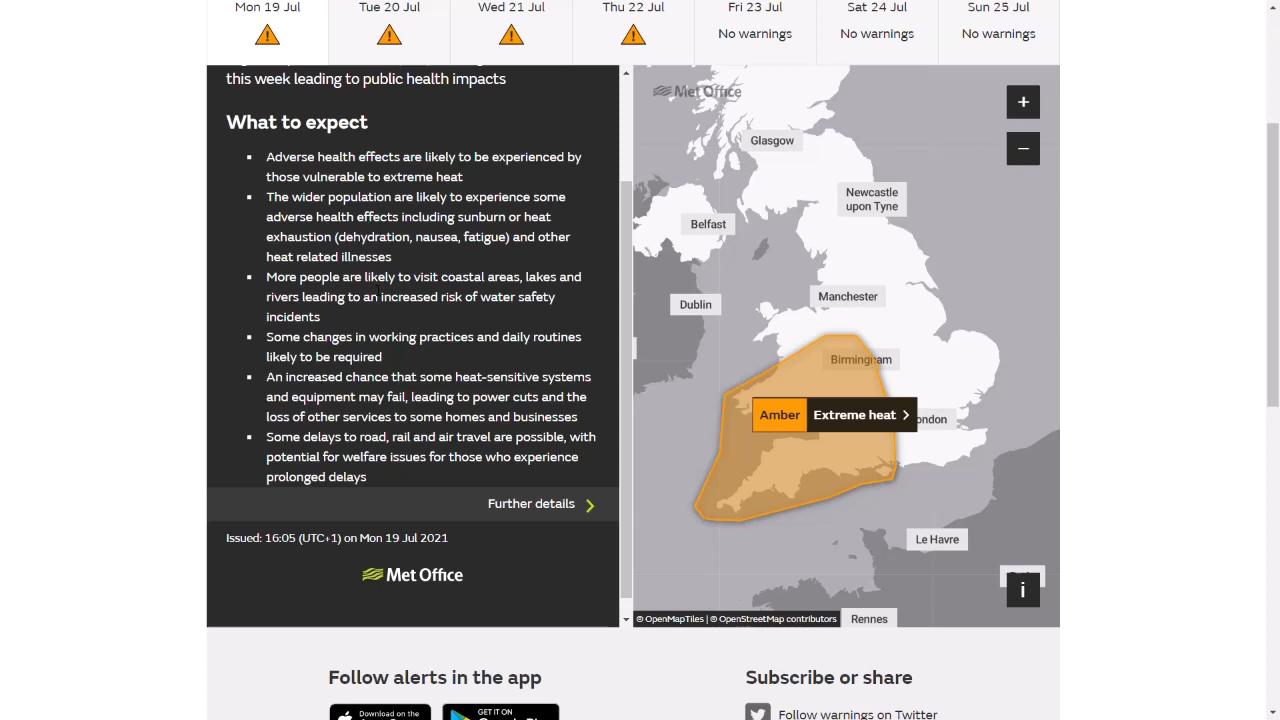 Mon 19 Jul
Tue 20 Jul
Wed 21 Jul
Thu 22 Jul
Fri 23 Jul
Sat 24 Jul
Sun 25 Jul
No warnings
No warnings
No warnings
this week leading to public health impacts
What to expect
Adverse health effects are likely to be experienced by
those vulnerable to extreme heat
The wider population are likely to experience some
adverse health effects including sunburn or heat
exhaustion (dehydration, nausea, fatigue) and other
heat related illnesses
More people are likely to visit coastal areas, lakes and
rivers leading to an increased risk of water safety
incidents
Some changes in working practices and daily routines
likely to be required
An increased chance that some heat-sensitive systems
and equipment may fail, leading to power cuts and the
loss of other services to some homes and businesses
Some delays to road, rail and air travel are possible, with
potential for welfare issues for those who experience
prolonged delays
Further details
Issued: 16:05 (UTC+1) on Mon 19 Jul 2021
Met Office
Met Office
+
−
Glasgow
Newcastle
upon Tyne
Belfast
Dublin
Manchester
Birmingham
Amber Extreme heat
ondon
Le Havre
i
© OpenMapTiles | © OpenStreetMap contributors
Rennes
Follow alerts in the app
Download on the
GET IT ON
Subscribe or share
Follow warnings on Twitter